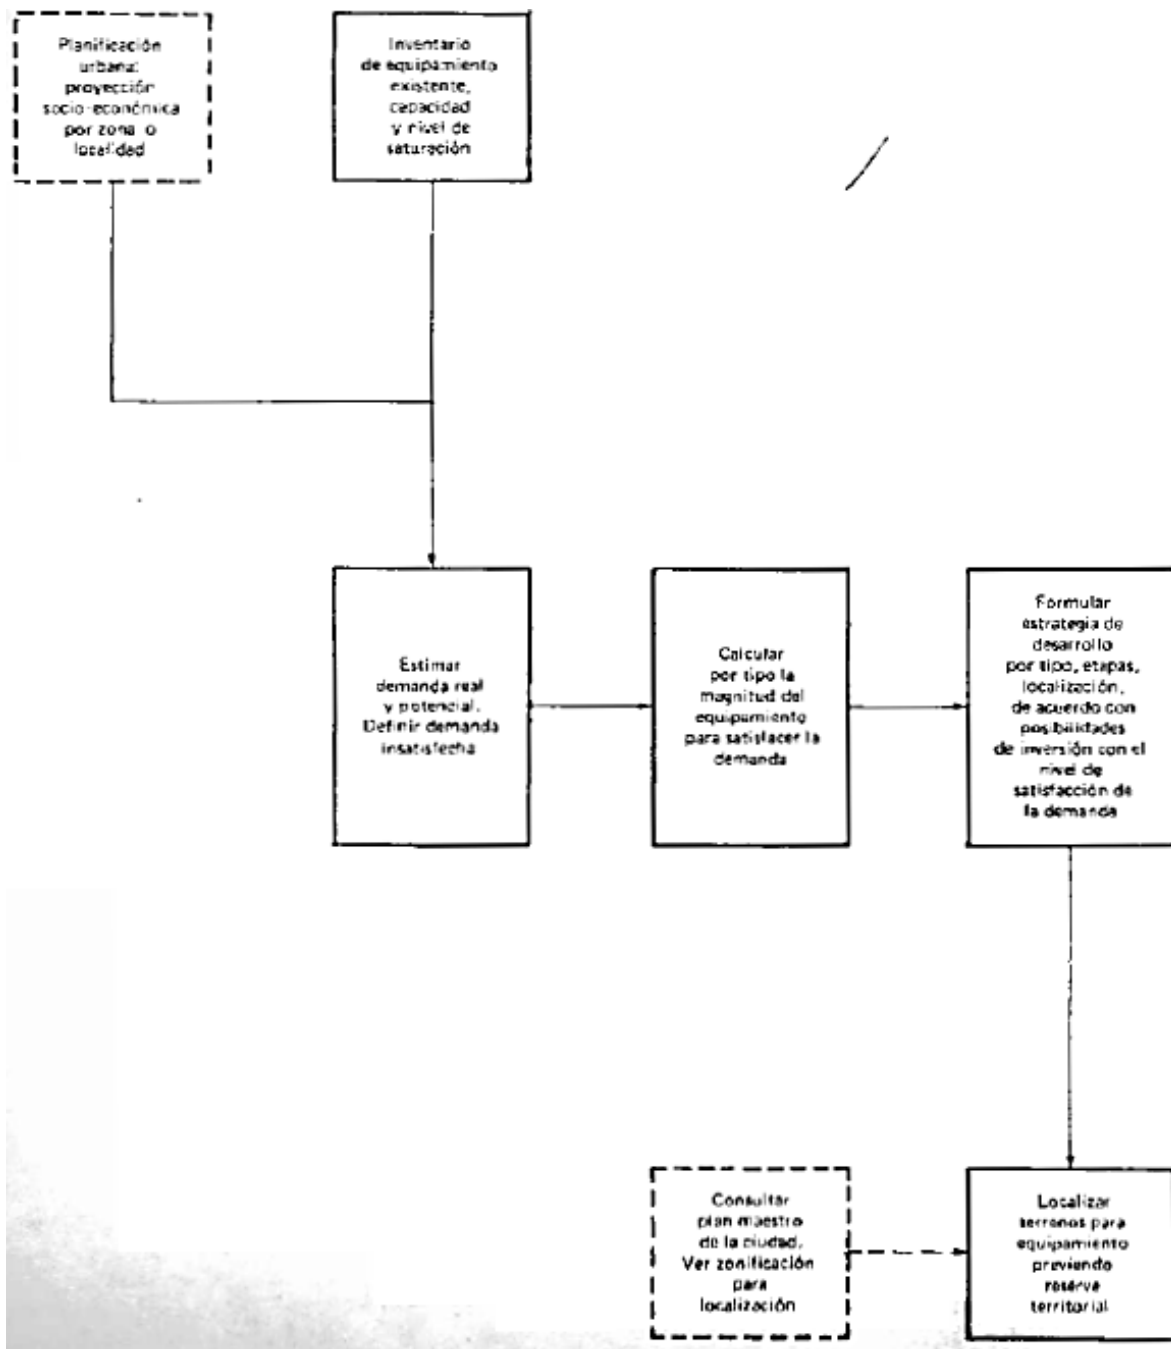 Planificación
urbana:
proyección
socio-económica
por zona o
localidad
Inventario
de equipamiento
existente,
capacidad
y nivel de
saturación
Estimar
demanda real
y potencial.
Definir demanda
insatisfecha
Calcular
por tipo la
magnitud del
equipamiento
para satisfacer la
demanda
Formular
estrategia de
desarrollo
por tipo, etapas,
localización,
de acuerdo con
posibilidades
de inversión con el
nivel de
satisfacción de
la demanda
Consultar
plan maestro
de la ciudad.
Ver zonificación
para
localización
Localizar
terrenos para
equipamiento
previendo
reserva
territorial